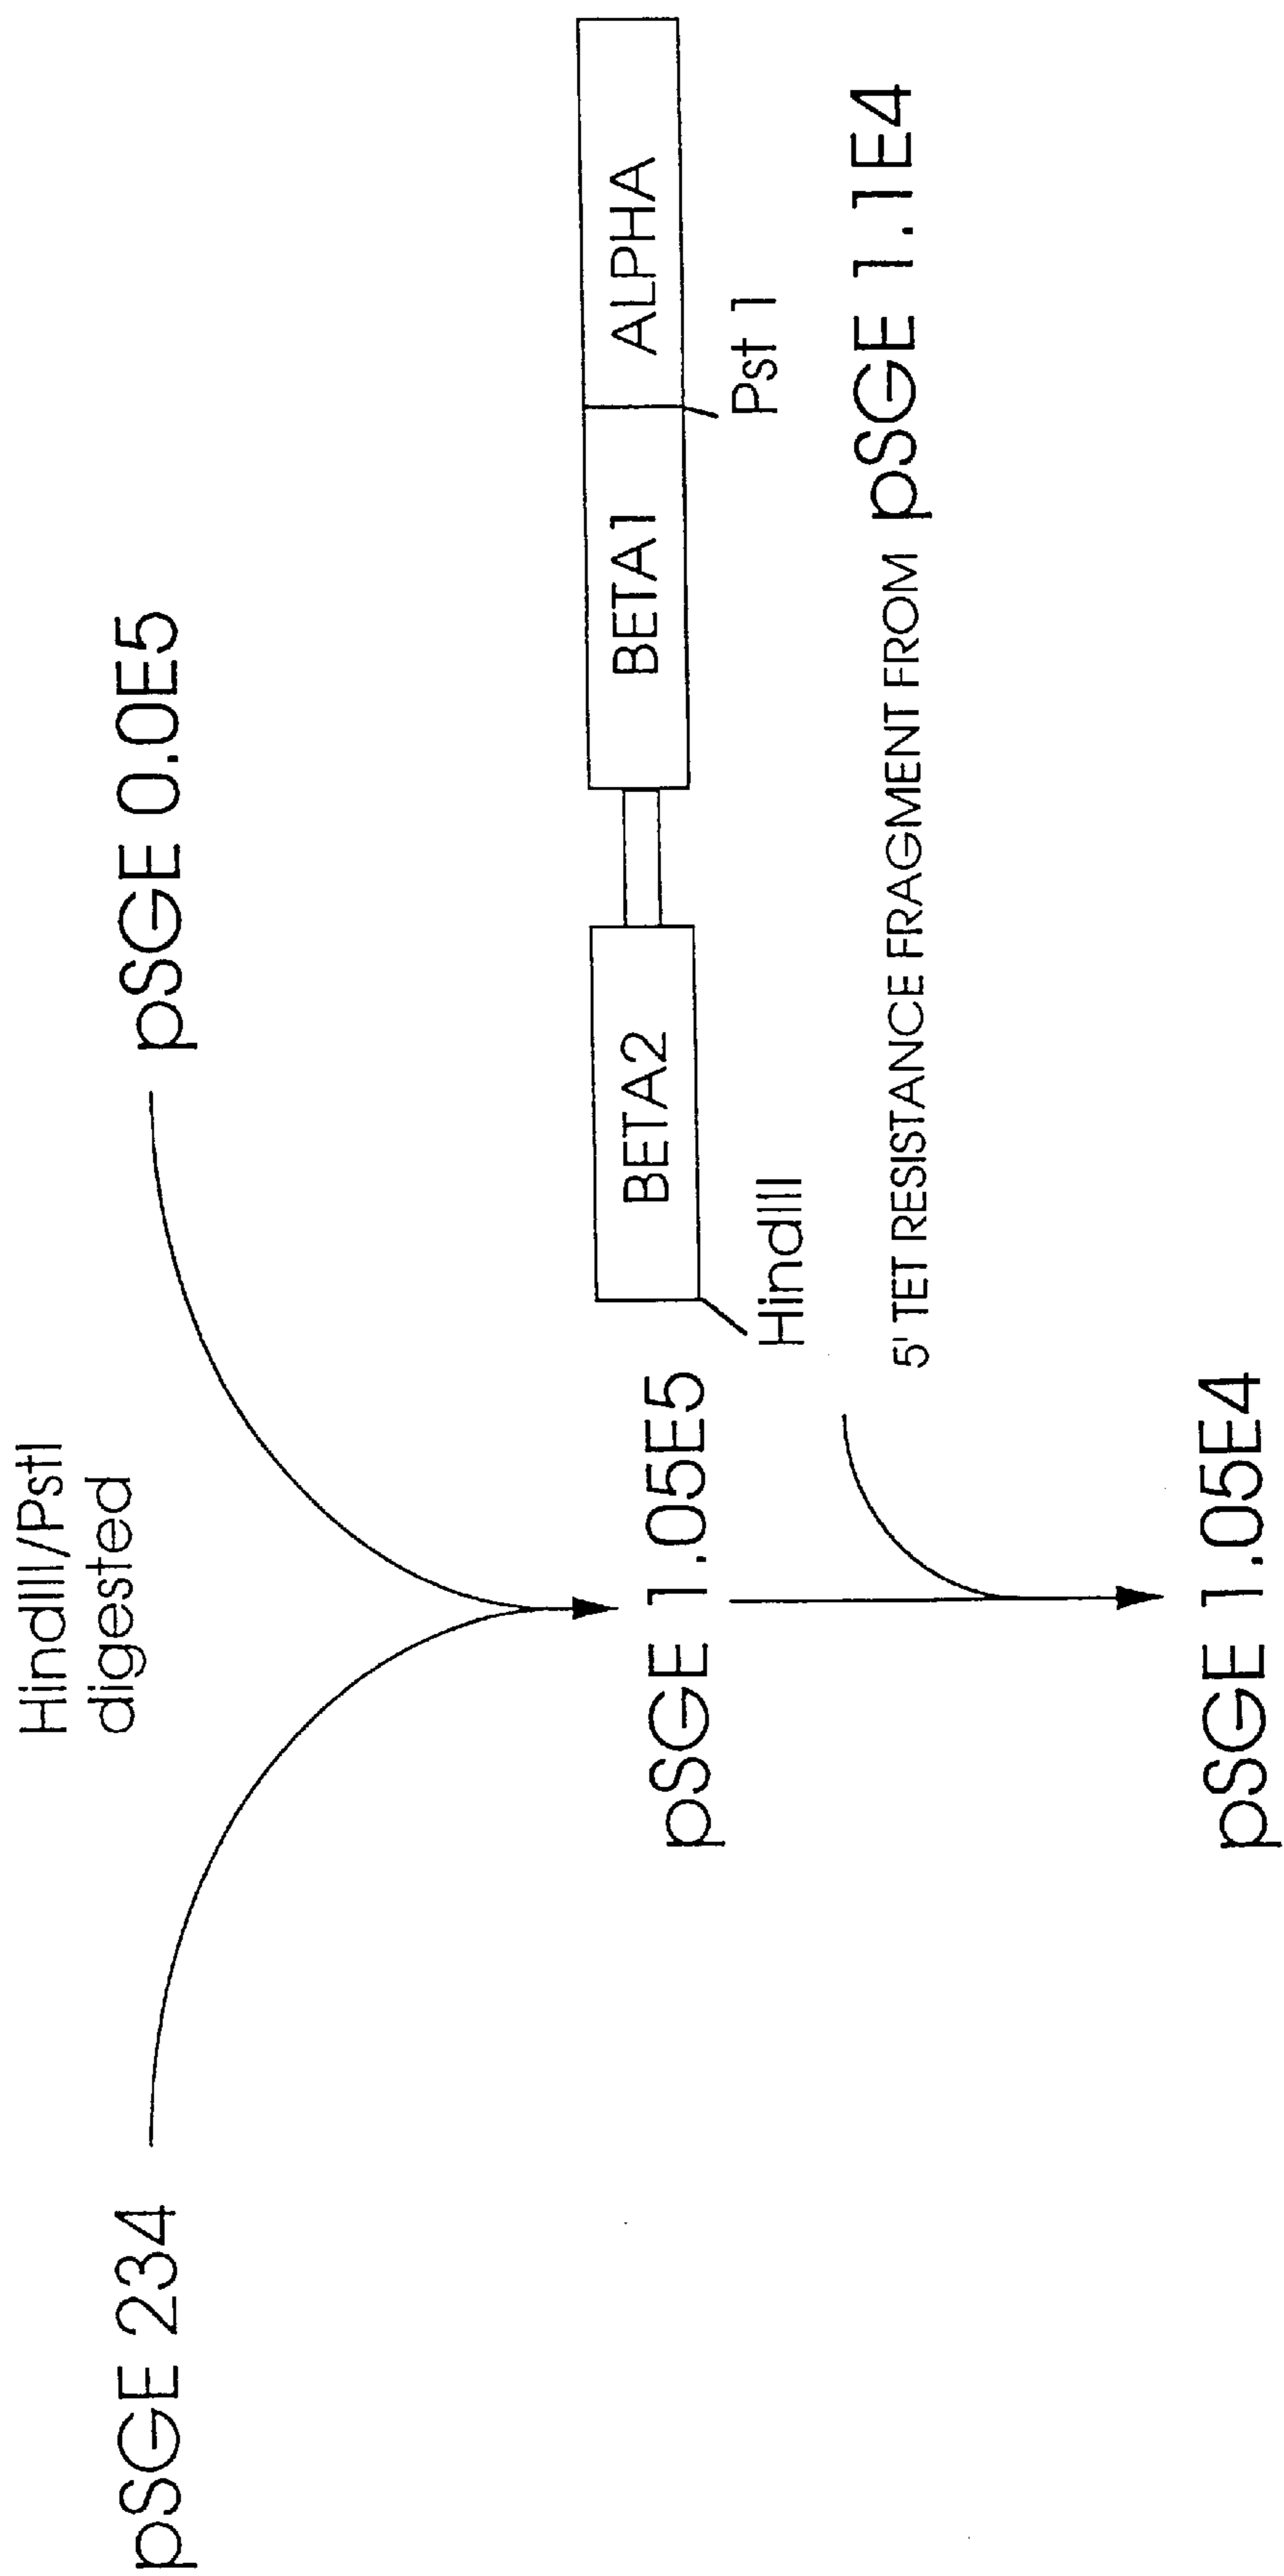 HindIII/PstI
digested
pSGE 234
pSGE 0.0E5
pSGE 1.05E5
BETA2
BETA1
ALPHA
HindIII
Pst 1
5' TET RESISTANCE FRAGMENT FROM pSGE 1.1E4
pSGE 1.05E4